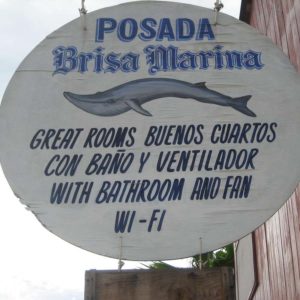 POSADA
Brisa Marina
GREAT ROOMS BUENOS CUARTOS
CON BAÑO Y VENTILADOR
WITH BATHROOM AND FAN
WI-FI